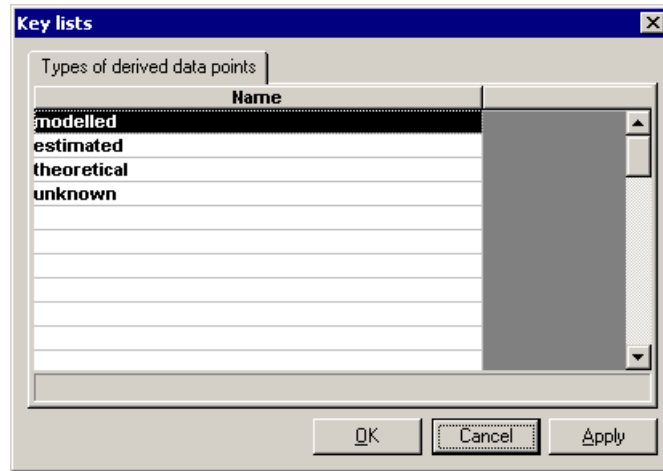 Key lists
Types of derived data points
Name
modelled
estimated
theoretical
unknown
OK Cancel Apply